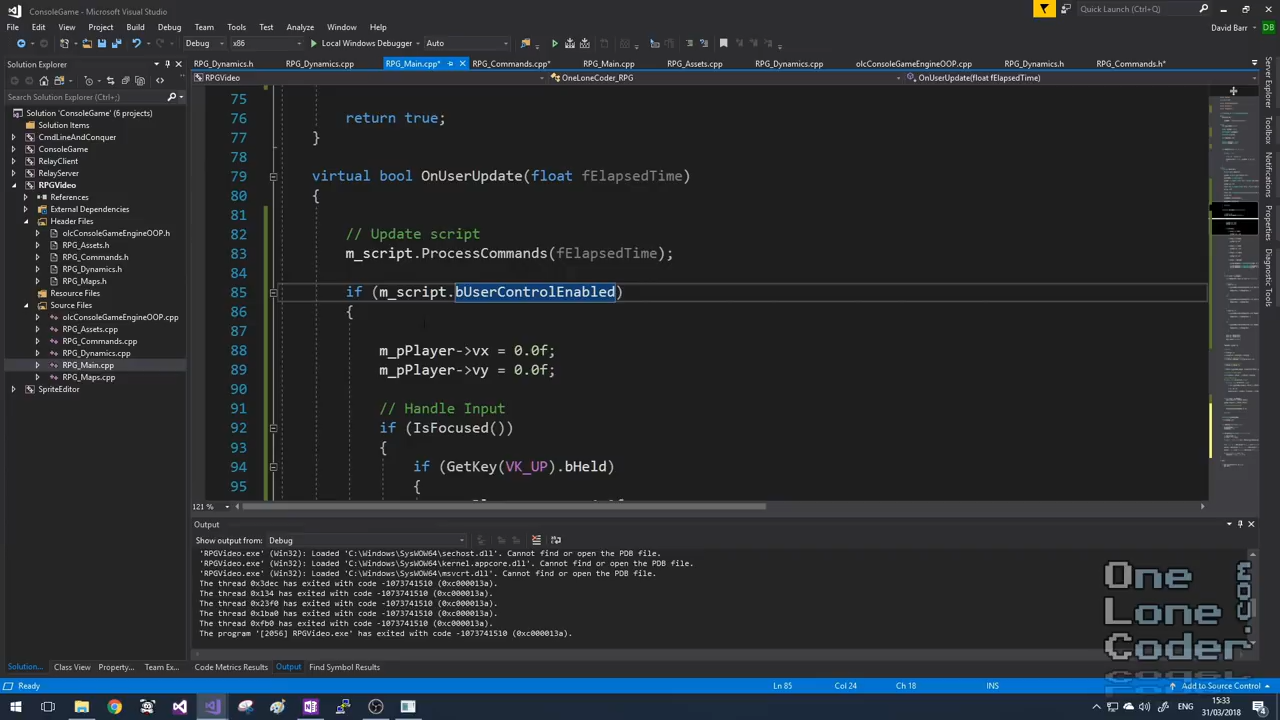 ConsoleGame - Microsoft Visual Studio
Quick Launch (Ctrl+Q)
File Edit View Project Build Debug Team Tools Test Analyze Window Help
David Barr DB
Debug x86 Local Windows Debugger Auto
Solution Explorer
RPG_Dynamics.h RPG_Dynamics.cpp RPG_Main.cpp* RPG_Commands.cpp* RPG_Main.cpp RPG_Assets.cpp RPG_Dynamics.cpp olcConsoleGameEngineOOP.cpp RPG_Dynamics.h RPG_Commands.h*
RPGVideo OneLoneCoder_RPG OnUserUpdate(float fElapsedTime)
Search Solution Explorer (Ctrl+;)
Solution 'ConsoleGame' (6 projects)
Solution Items
CmdLineAndConquer
ConsoleGame
RelayClient
RelayServer
RPGVideo
References
External Dependencies
Header Files
olcConsoleGameEngineOOP.h
RPG_Assets.h
RPG_Commands.h
RPG_Dynamics.h
RPG_Maps.h
Resource Files
Source Files
olcConsoleGameEngineOOP.cpp
RPG_Assets.cpp
RPG_Commands.cpp
RPG_Dynamics.cpp
RPG_Main.cpp
RPG_Maps.cpp
SpriteEditor
75
76 return true;
77 }
78
79 virtual bool OnUserUpdate(float fElapsedTime)
80 {
81
82 // Update script
83 m_script.ProcessCommands(fElapsedTime);
84
85 if (m_script.bUserControlEnabled)
86 {
87
88 m_pPlayer->vx = 0.0f;
89 m_pPlayer->vy = 0.0f;
90
91 // Handle Input
92 if (IsFocused())
93 {
94 if (GetKey(VK_UP).bHeld)
95 {
121 %
Output
Show output from: Debug
'RPGVideo.exe' (Win32): Loaded 'C:\Windows\SysWOW64\sechost.dll'. Cannot find or open the PDB file.
'RPGVideo.exe' (Win32): Loaded 'C:\Windows\SysWOW64\kernel.appcore.dll'. Cannot find or open the PDB file.
'RPGVideo.exe' (Win32): Loaded 'C:\Windows\SysWOW64\msvcrt.dll'. Cannot find or open the PDB file.
The thread 0x3dec has exited with code -1073741510 (0xc000013a).
The thread 0x134 has exited with code -1073741510 (0xc000013a).
The thread 0x23f0 has exited with code -1073741510 (0xc000013a).
The thread 0x1ba0 has exited with code -1073741510 (0xc000013a).
The thread 0xfb0 has exited with code -1073741510 (0xc000013a).
The program '[2056] RPGVideo.exe' has exited with code -1073741510 (0xc000013a).
Solution... Class View Property... Team Ex...
Code Metrics Results Output Find Symbol Results
Server Explorer
Toolbox
Notifications
Properties
Diagnostic Tools
One
Lone
Coder
.com
Ready
Ln 85 Col 24 Ch 18 INS
Add to Source Control
ENG
15:33
31/03/2018
4